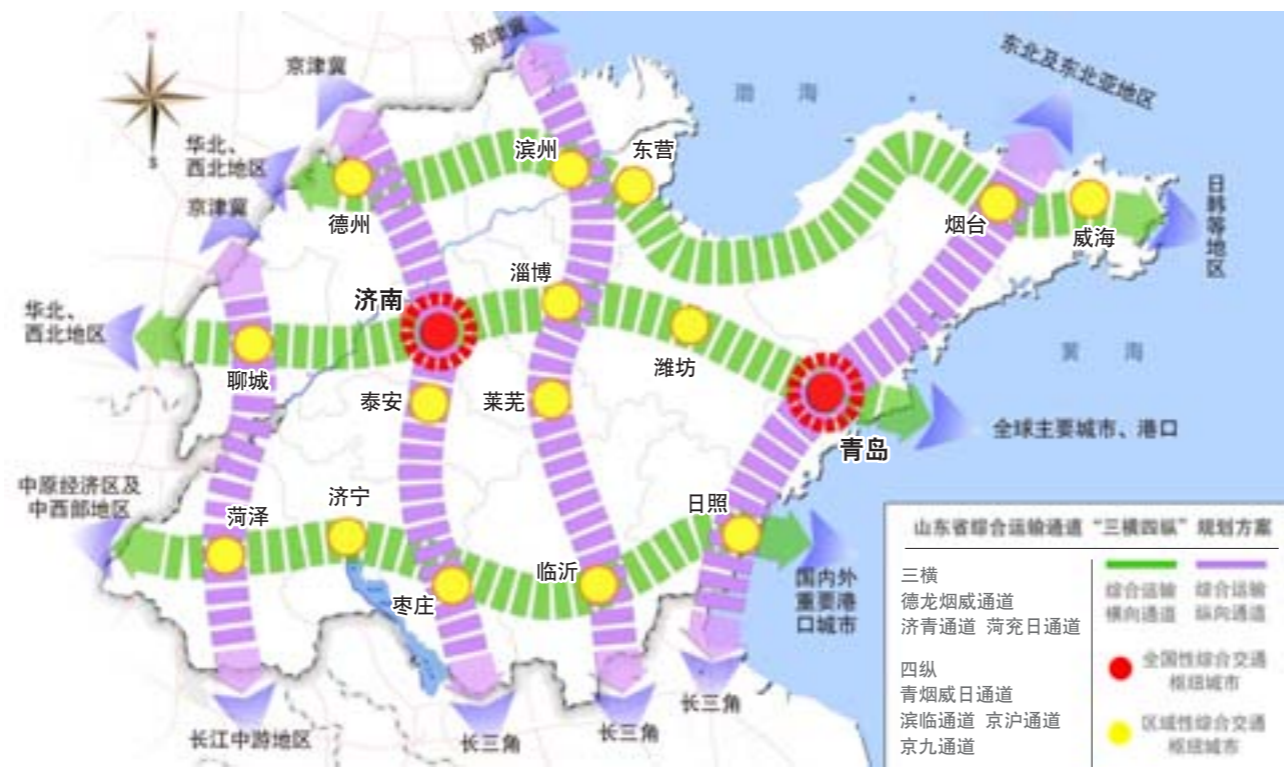 N
京津冀
京津冀
东北及东北亚地区
渤 海
华北、
西北地区
滨州
东营
京津冀
德州
烟台
威海
日韩等地区
S
淄博
济南
华北、
西北地区
潍坊
黄 海
聊城
泰安
莱芜
全球主要城市、港口
青岛
中原经济区及
中西部地区
济宁
菏泽
日照
临沂
枣庄
国内外
重要港
口城市
长三角
长江中游地区
长三角
长三角
山东省综合运输通道“三横四纵”规划方案
三横
德龙烟威通道
济青通道 菏兖日通道
四纵
青烟威日通道
滨临通道 京沪通道
京九通道
综合运输
横向通道
综合运输
纵向通道
全国性综合交通
枢纽城市
区域性综合交通
枢纽城市